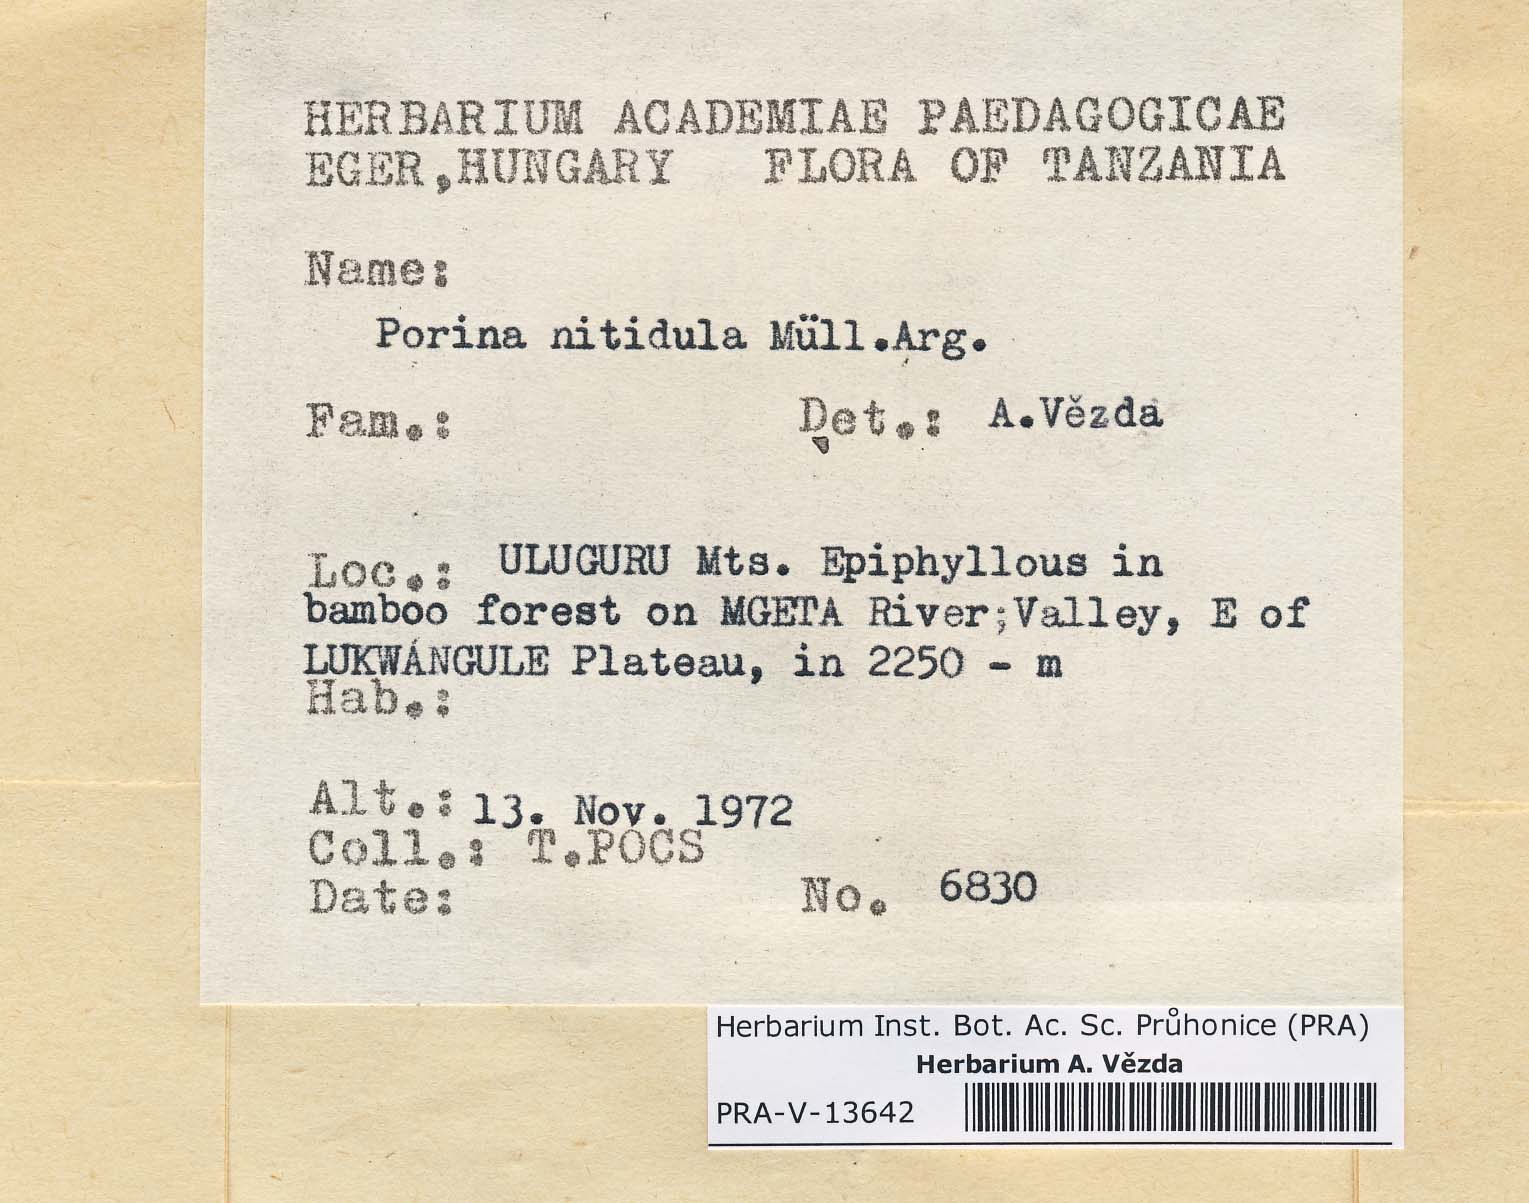 HERBARIUM ACADEMIAE PAEDAGOGICAE
EGER,HUNGARY FLORA OF TANZANIA
Name:
Porina nitidula Müll.Arg.
Fam.: Det.: A.Vězda
Loc.: ULUGURU Mts. Epiphyllous in
bamboo forest on MGETA River;Valley, E of
LUKWÁNGULE Plateau, in 2250 - m
Hab.:
Alt.: 13. Nov. 1972
Coll.: T.PÓCS
Date: No. 6830
Herbarium Inst. Bot. Ac. Sc. Průhonice (PRA)
Herbarium A. Vězda
PRA-V-13642